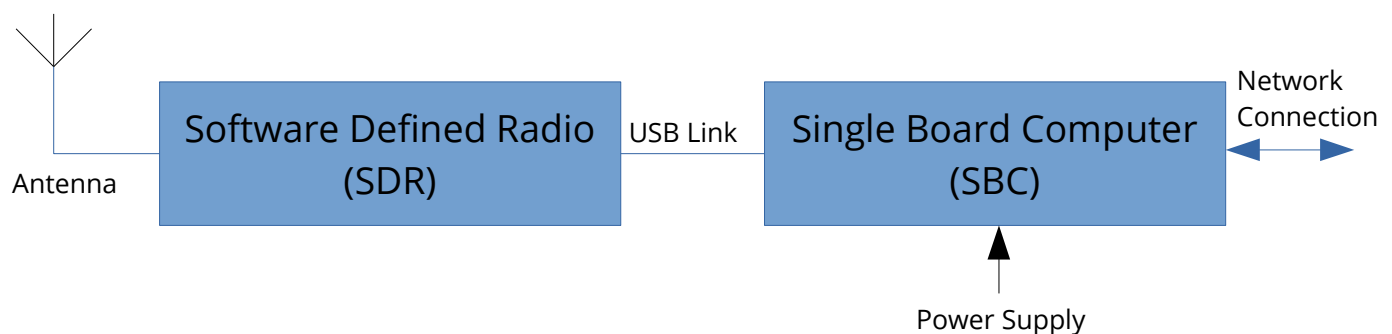 Network
Connection
Software Defined Radio
(SDR)
USB Link
Single Board Computer
(SBC)
Antenna
Power Supply